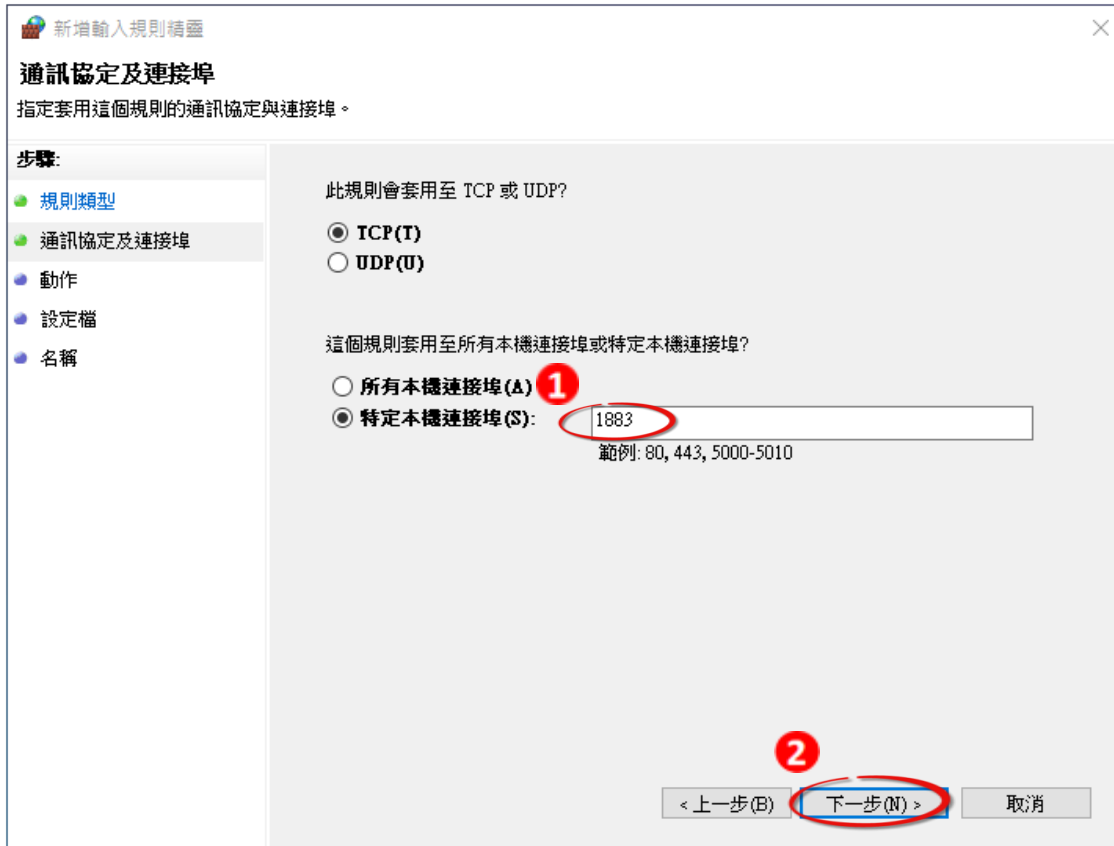 新增輸入規則精靈
通訊協定及連接埠
指定套用這個規則的通訊協定與連接埠。
步驟:
規則類型
通訊協定及連接埠
動作
設定檔
名稱
此規則會套用至 TCP 或 UDP?
TCP(T)
UDP(U)
這個規則套用至所有本機連接埠或特定本機連接埠?
所有本機連接埠(A)
1
特定本機連接埠(S):
1883
範例: 80, 443, 5000-5010
2
< 上一步(B)
下一步(N) >
取消